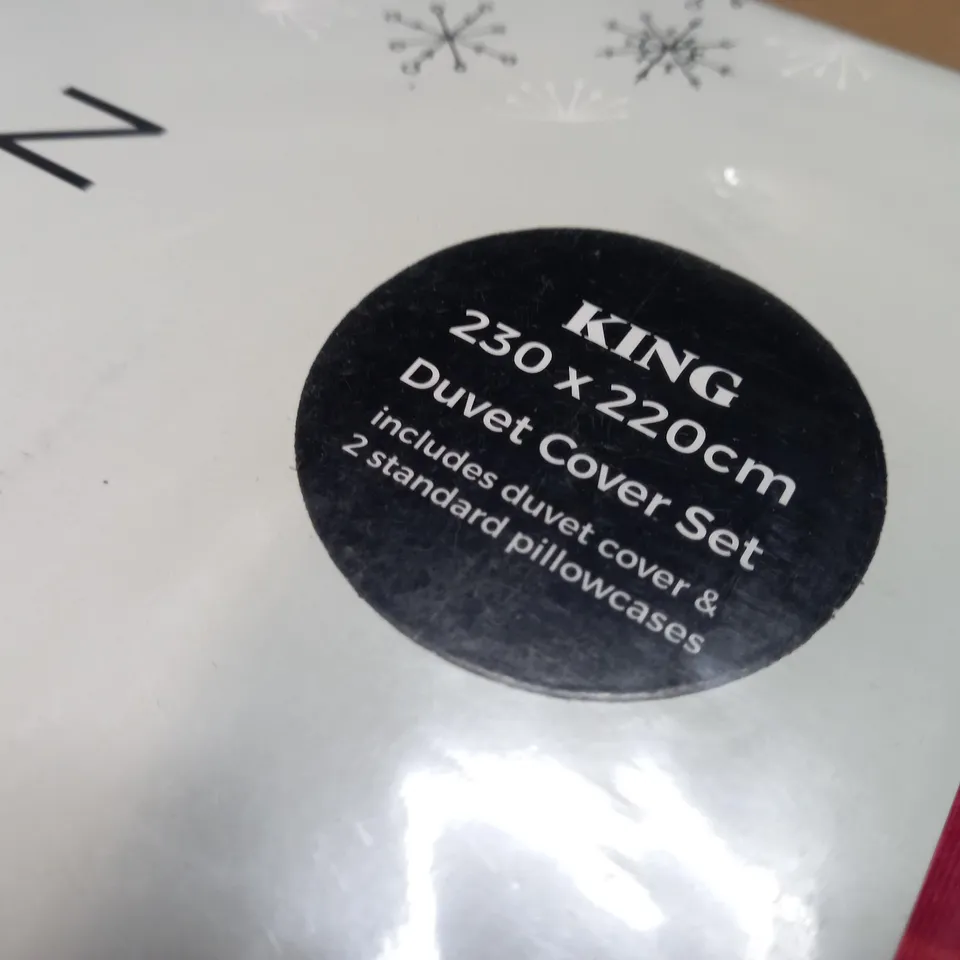 N
KING
230 x 220cm
Duvet Cover Set
includes duvet cover &
2 standard pillowcases